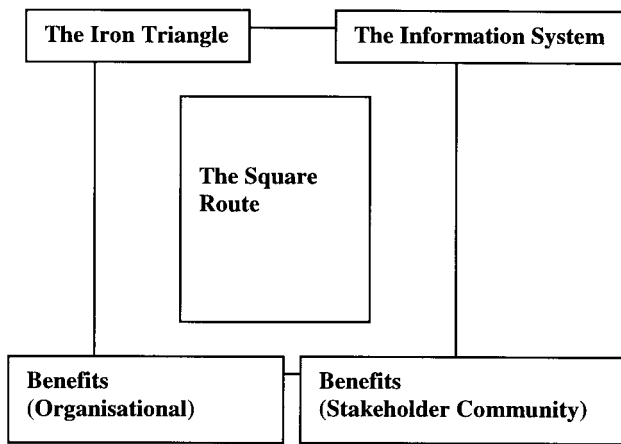 The Iron Triangle
The Information System
The Square
Route
Benefits
(Organisational)
Benefits
(Stakeholder Community)